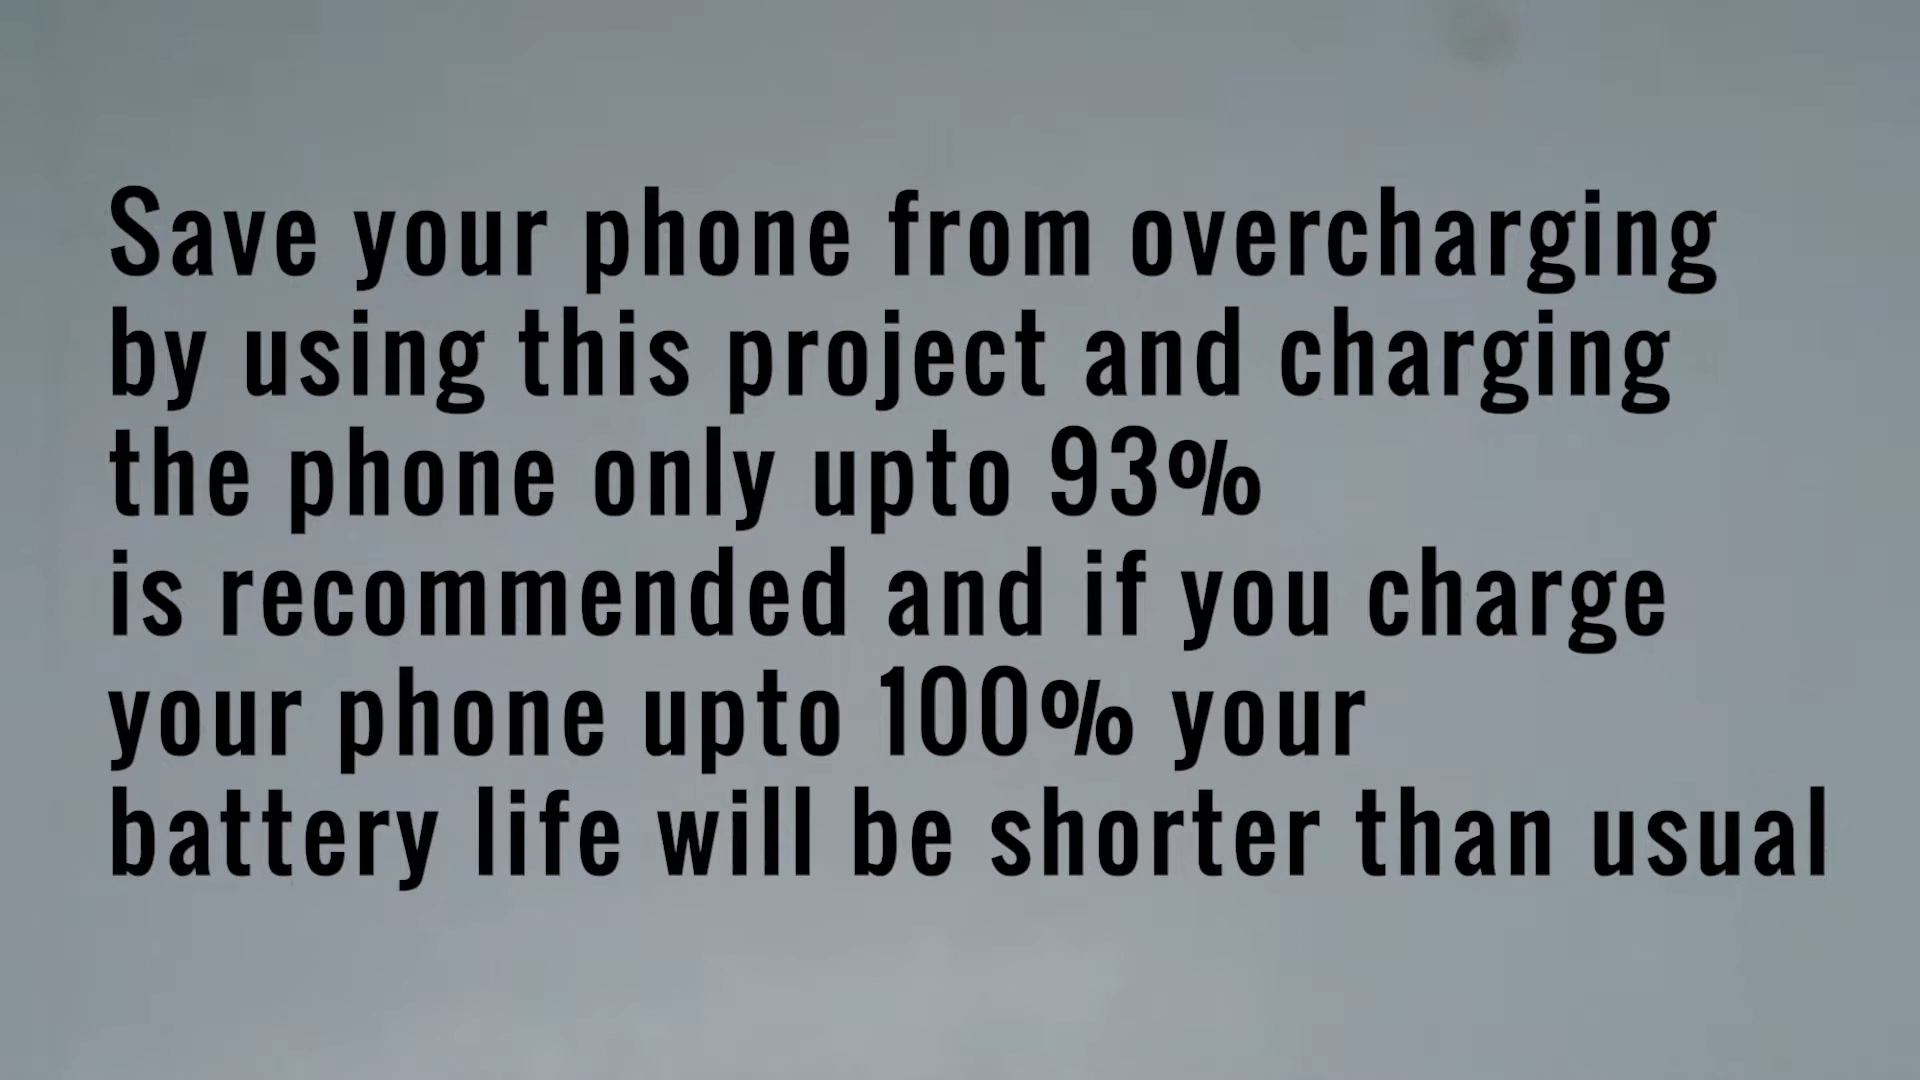 Save your phone from overcharging
by using this project and charging
the phone only upto 93%
is recommended and if you charge
your phone upto 100% your
battery life will be shorter than usual